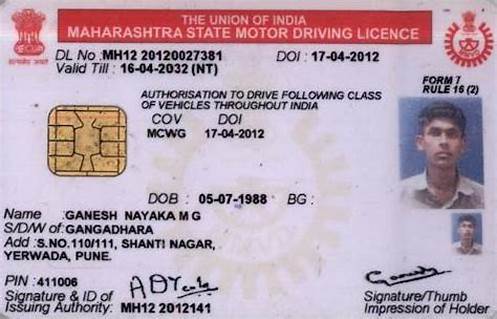 THE UNION OF INDIA
MAHARASHTRA STATE MOTOR DRIVING LICENCE
DL No :MH12 20120027381 DOI : 17-04-2012
Valid Till : 16-04-2032 (NT)
FORM 7
RULE 16 (2)
AUTHORISATION TO DRIVE FOLLOWING CLASS
OF VEHICLES THROUGHOUT INDIA
COV DOI
MCWG 17-04-2012
DOB : 05-07-1988 BG :
Name :GANESH NAYAKA M G
S/D/W of :GANGADHARA
Add :S.NO.110/111, SHANTI NAGAR,
YERWADA, PUNE.
PIN :411006
Signature & ID of
Issuing Authority: MH12 2012141
Signature/Thumb
Impression of Holder